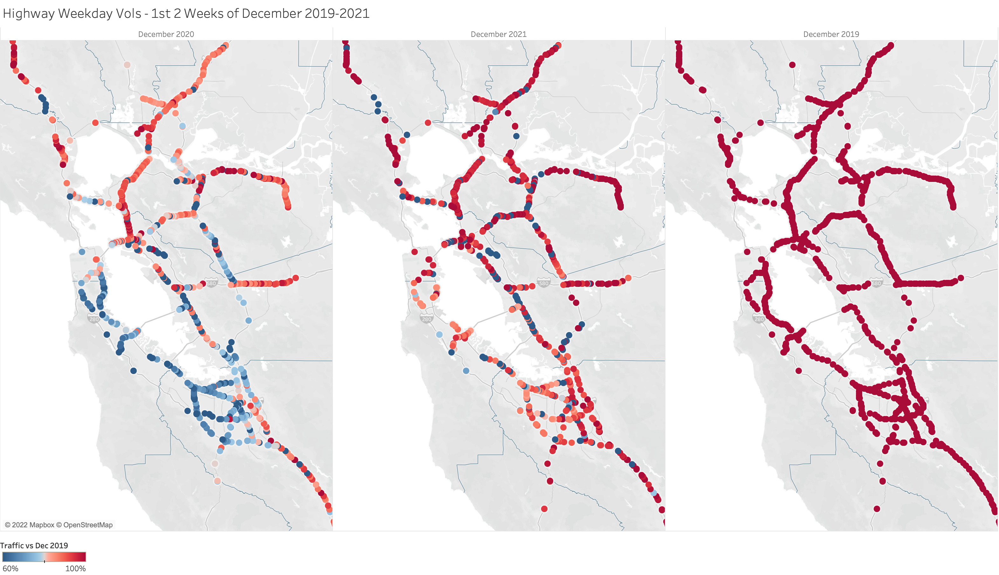 Highway Weekday Vols - 1st 2 Weeks of December 2019-2021
December 2020
December 2021
December 2019
580
580
580
280
280
280
© 2022 Mapbox © OpenStreetMap
Traffic vs Dec 2019
60%
100%